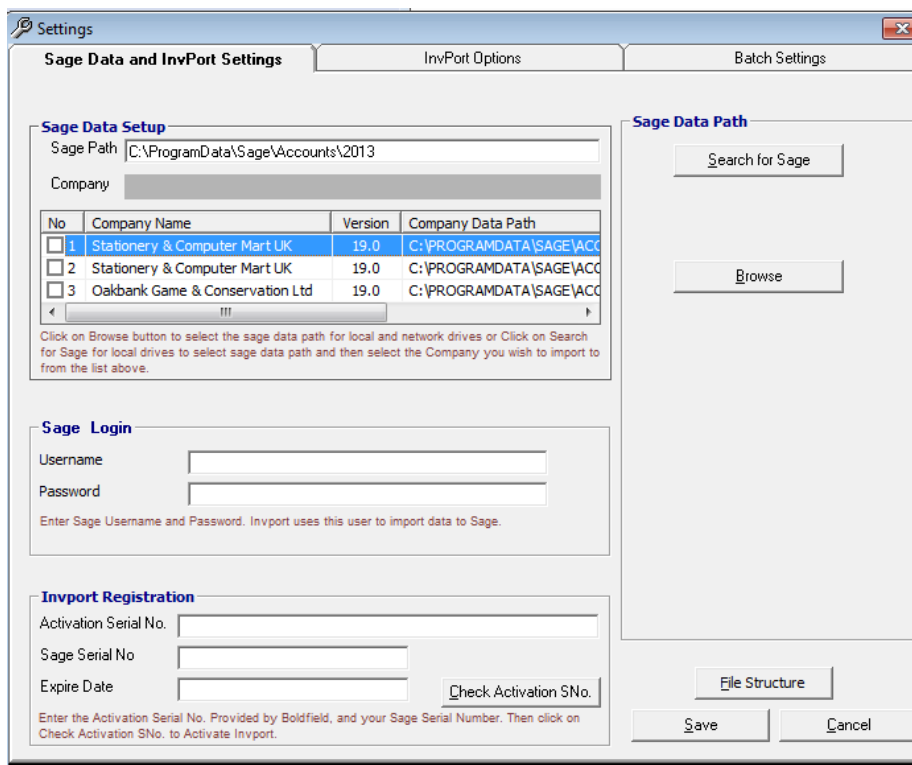 Settings
Sage Data and InvPort Settings
InvPort Options
Batch Settings
Sage Data Setup
Sage Path C:\ProgramData\Sage\Accounts\2013
Company
No Company Name Version Company Data Path
1 Stationery & Computer Mart UK 19.0 C:\PROGRAMDATA\SAGE\ACC
2 Stationery & Computer Mart UK 19.0 C:\PROGRAMDATA\SAGE\ACC
3 Oakbank Game & Conservation Ltd 19.0 C:\PROGRAMDATA\SAGE\ACC
Click on Browse button to select the sage data path for local and network drives or Click on Search
for Sage for local drives to select sage data path and then select the Company you wish to import to
from the list above.
Sage Login
Username
Password
Enter Sage Username and Password. Invport uses this user to import data to Sage.
Invport Registration
Activation Serial No.
Sage Serial No
Expire Date
Check Activation SNo.
Enter the Activation Serial No. Provided by Boldfield, and your Sage Serial Number. Then click on
Check Activation SNo. to Activate Invport.
Sage Data Path
Search for Sage
Browse
File Structure
Save
Cancel